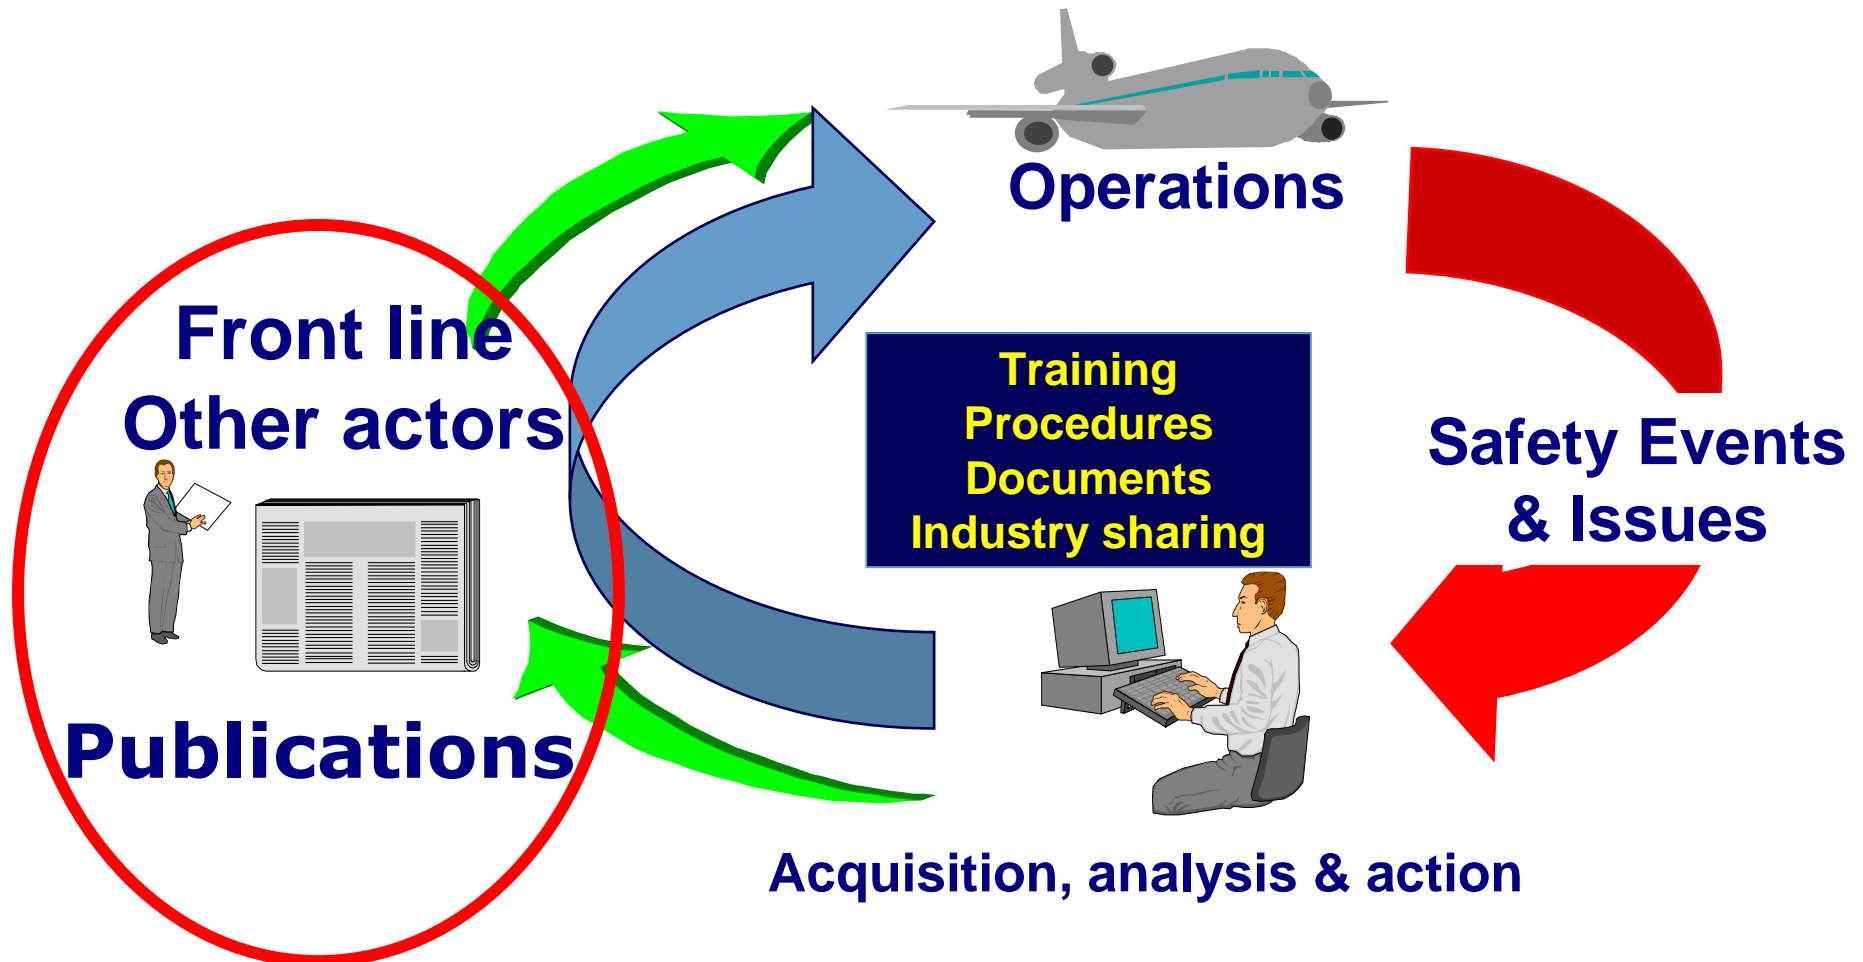 Operations
Front line
Other actors
Training
Procedures
Documents
Industry sharing
Safety Events
& Issues
Publications
Acquisition, analysis & action